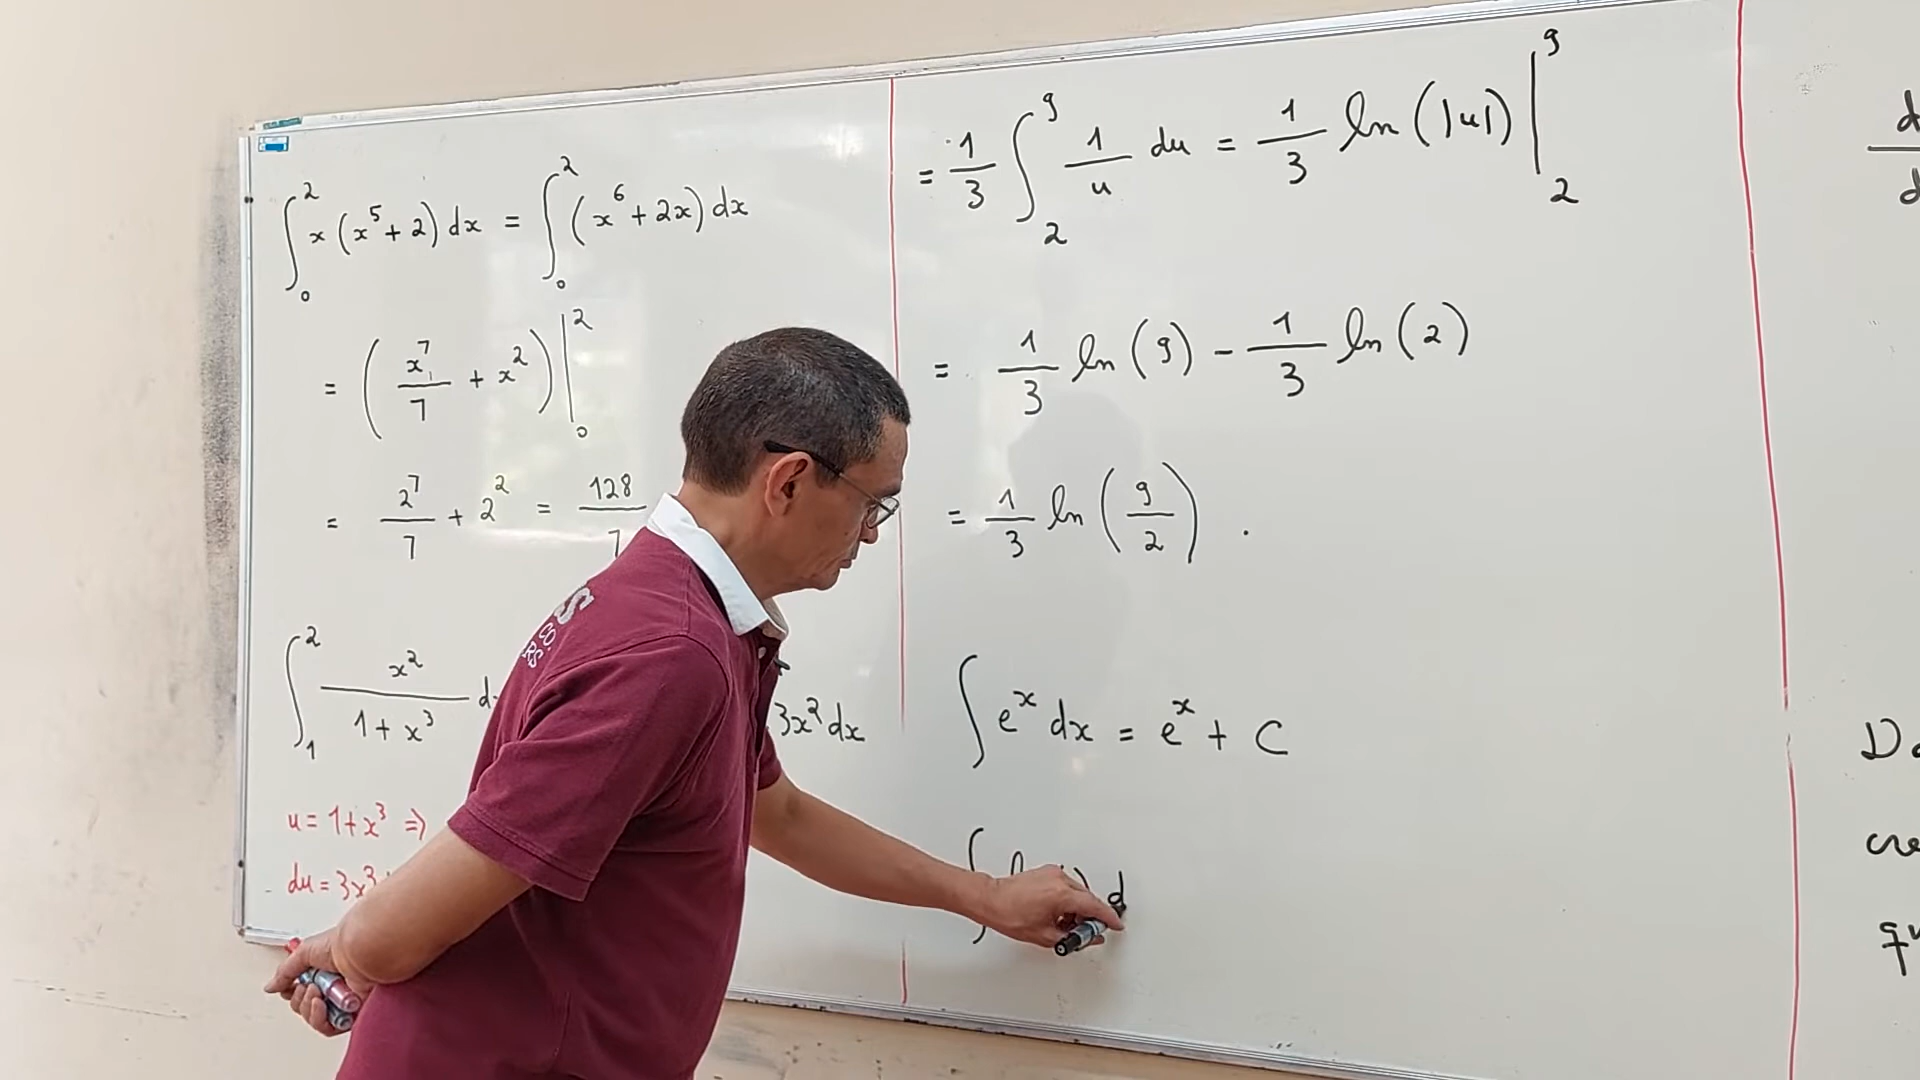 ∫₀² x(x⁵+2)dx = ∫₀² (x⁶+2x)dx
= (x⁷/7 + x²)|₀²
= 2⁷/7 + 2² = 128/7
∫₁² x²/(1+x³) d
3x²dx
u = 1+x³ ⇒
du = 3x²
= 1/3 ∫₂⁹ 1/u du = 1/3 ln(|u|)|₂⁹
= 1/3 ln(9) - 1/3 ln(2)
= 1/3 ln(9/2) .
∫ eˣ dx = eˣ + C
∫ d
d